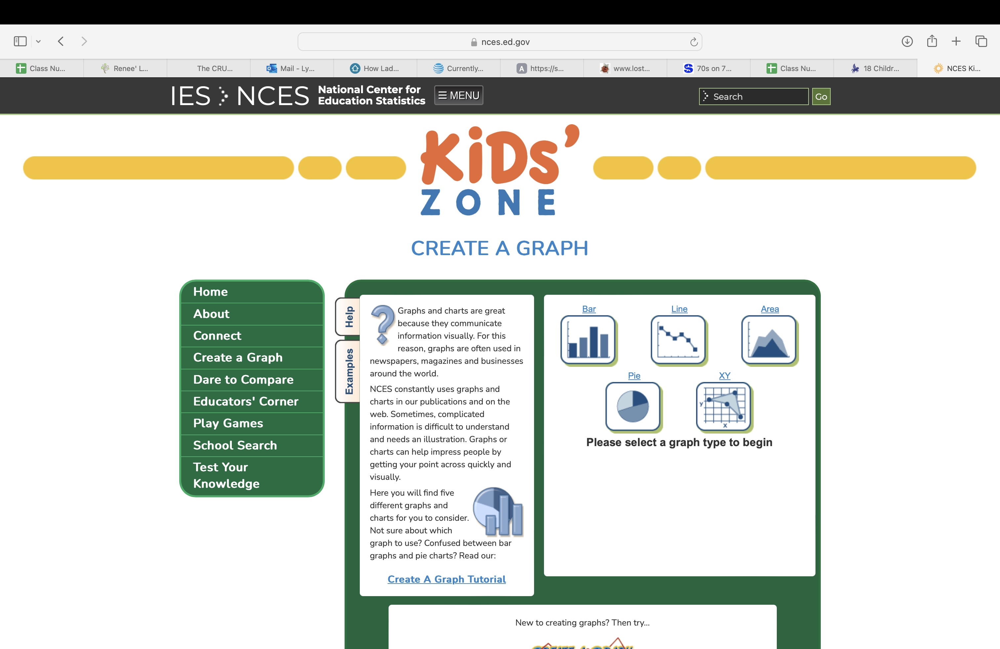 nces.ed.gov
Class Nu...
Renee' L...
The CRU...
Mail - Ly...
How Lad...
Currently...
A
https://s...
www.lost...
70s on 7...
Class Nu...
18 Childr...
NCES Ki...
IES NCES National Center for
Education Statistics
MENU
Search
Go
KiDs'
ZONE
CREATE A GRAPH
Home
About
Connect
Create a Graph
Dare to Compare
Educators' Corner
Play Games
School Search
Test Your
Knowledge
Help
Examples
?
Graphs and charts are great
because they communicate
information visually. For this
reason, graphs are often used in
newspapers, magazines and businesses
around the world.
NCES constantly uses graphs and
charts in our publications and on the
web. Sometimes, complicated
information is difficult to understand
and needs an illustration. Graphs or
charts can help impress people by
getting your point across quickly and
visually.
Here you will find five
different graphs and
charts for you to consider.
Not sure about which
graph to use? Confused between bar
graphs and pie charts? Read our:
Create A Graph Tutorial
Bar
Line
Area
Pie
XY
y
x
Please select a graph type to begin
New to creating graphs? Then try...